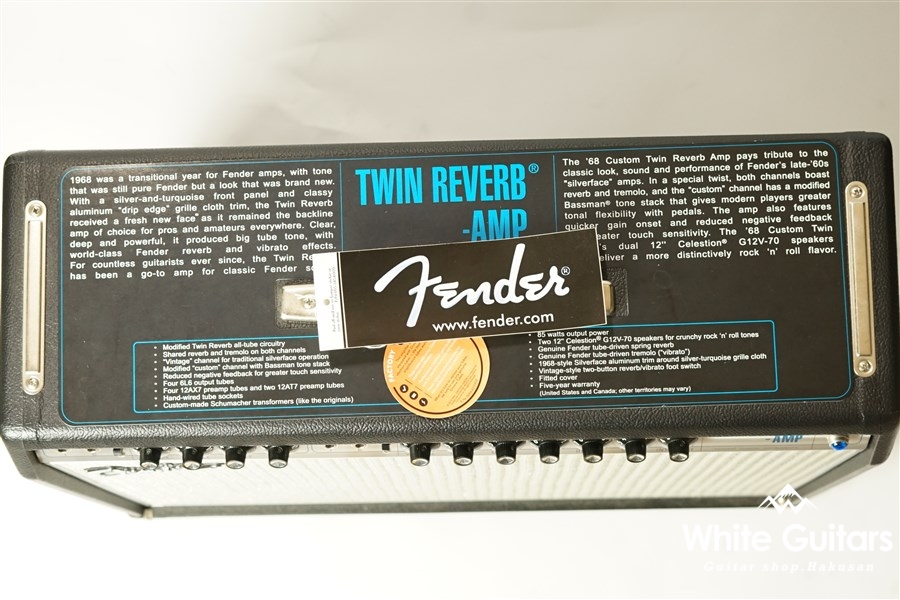 1968 was a transitional year for Fender amps, with tone
that was still pure Fender but a look that was brand new.
With a silver-and-turquoise front panel and classy
aluminum "drip edge" grille cloth trim, the Twin Reverb
received a fresh new face as it remained the backline
amp of choice for pros and amateurs everywhere. Clear,
deep and powerful, it produced big tube tone, with
world-class Fender reverb and vibrato effects.
For countless guitarists ever since, the Twin
has been a go-to amp for classic Fender
TWIN REVERB®
-AMP
The '68 Custom Twin Reverb Amp pays tribute to the
classic look, sound and performance of Fender's late-'60s
"silverface" amps. In a special twist, both channels boast
reverb and tremolo, and the "custom" channel has a modified
Bassman® tone stack that gives modern players greater
tonal flexibility with pedals. The amp also features
quicker gain onset and reduced negative feedback
touch sensitivity. The '68 Custom Twin
dual 12" Celestion® G12V-70 speakers
a more distinctively rock 'n' roll flavor.
Fender®
www.fender.com
• Modified Twin Reverb all-tube circuitry
• Shared reverb and tremolo on both channels
• "Vintage" channel for traditional silverface operation
• Modified "custom" channel with Bassman tone stack
• Reduced negative feedback for greater touch sensitivity
• Four 6L6 output tubes
• Four 12AX7 preamp tubes and two 12AT7 preamp tubes
• Hand-wired tube sockets
• Custom-made Schumacher transformers (like the originals)
• 85 watts output power
• Two 12" Celestion® G12V-70 speakers for crunchy rock 'n' roll tones
• Genuine Fender tube-driven spring reverb
• Genuine Fender tube-driven tremolo ("vibrato")
• 1968-style Silverface aluminum trim around silver-turquoise grille cloth
• Vintage-style two-button reverb/vibrato foot switch
• Fitted cover
• Five-year warranty
(United States and Canada; other territories may vary)
-AMP
White Guitars
Guitar shop.Hakusan